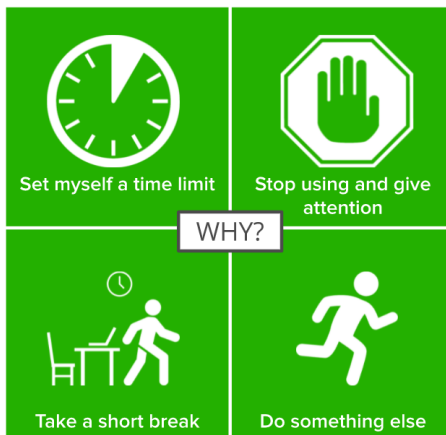 Set myself a time limit
Stop using and give
attention
WHY?
Take a short break
Do something else